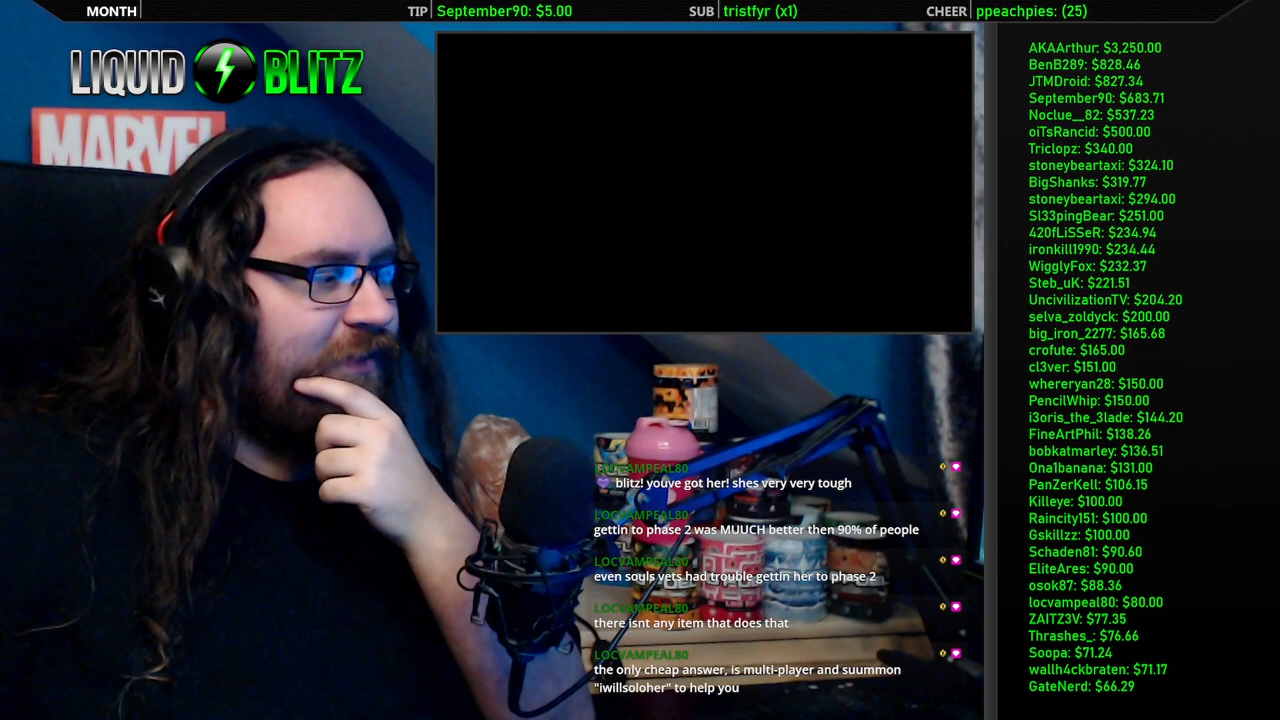 MONTH
TIP September90: $5.00
SUB tristfyr (x1)
CHEER ppeachpies: (25)
LIQUID BLITZ
MARVEL
LOCVAMPEAL80
blitz! youve got her! shes very very tough
LOCVAMPEAL80
gettin to phase 2 was MUUCH better then 90% of people
LOCVAMPEAL80
even souls vets had trouble gettin her to phase 2
LOCVAMPEAL80
there isnt any item that does that
LOCVAMPEAL80
the only cheap answer, is multi-player and suummon
"iwillsoloher" to help you
AKAArthur: $3,250.00
BenB289: $828.46
JTMDroid: $827.34
September90: $683.71
Noclue__82: $537.23
oiTsRancid: $500.00
Triclopz: $340.00
stoneybeartaxi: $324.10
BigShanks: $319.77
stoneybeartaxi: $294.00
Sl33pingBear: $251.00
420fLiSSeR: $234.94
ironkill1990: $234.44
WigglyFox: $232.37
Steb_uK: $221.51
UncivilizationTV: $204.20
selva_zoldyck: $200.00
big_iron_2277: $165.68
crofute: $165.00
cl3ver: $151.00
whereryan28: $150.00
PencilWhip: $150.00
i3oris_the_3lade: $144.20
FineArtPhil: $138.26
bobkatmarley: $136.51
Ona1banana: $131.00
PanZerKell: $106.15
Killeye: $100.00
Raincity151: $100.00
Gskillzz: $100.00
Schaden81: $90.60
EliteAres: $90.00
osok87: $88.36
locvampeal80: $80.00
ZAITZ3V: $77.35
Thrashes_: $76.66
Soopa: $71.24
wallh4ckbraten: $71.17
GateNerd: $66.29